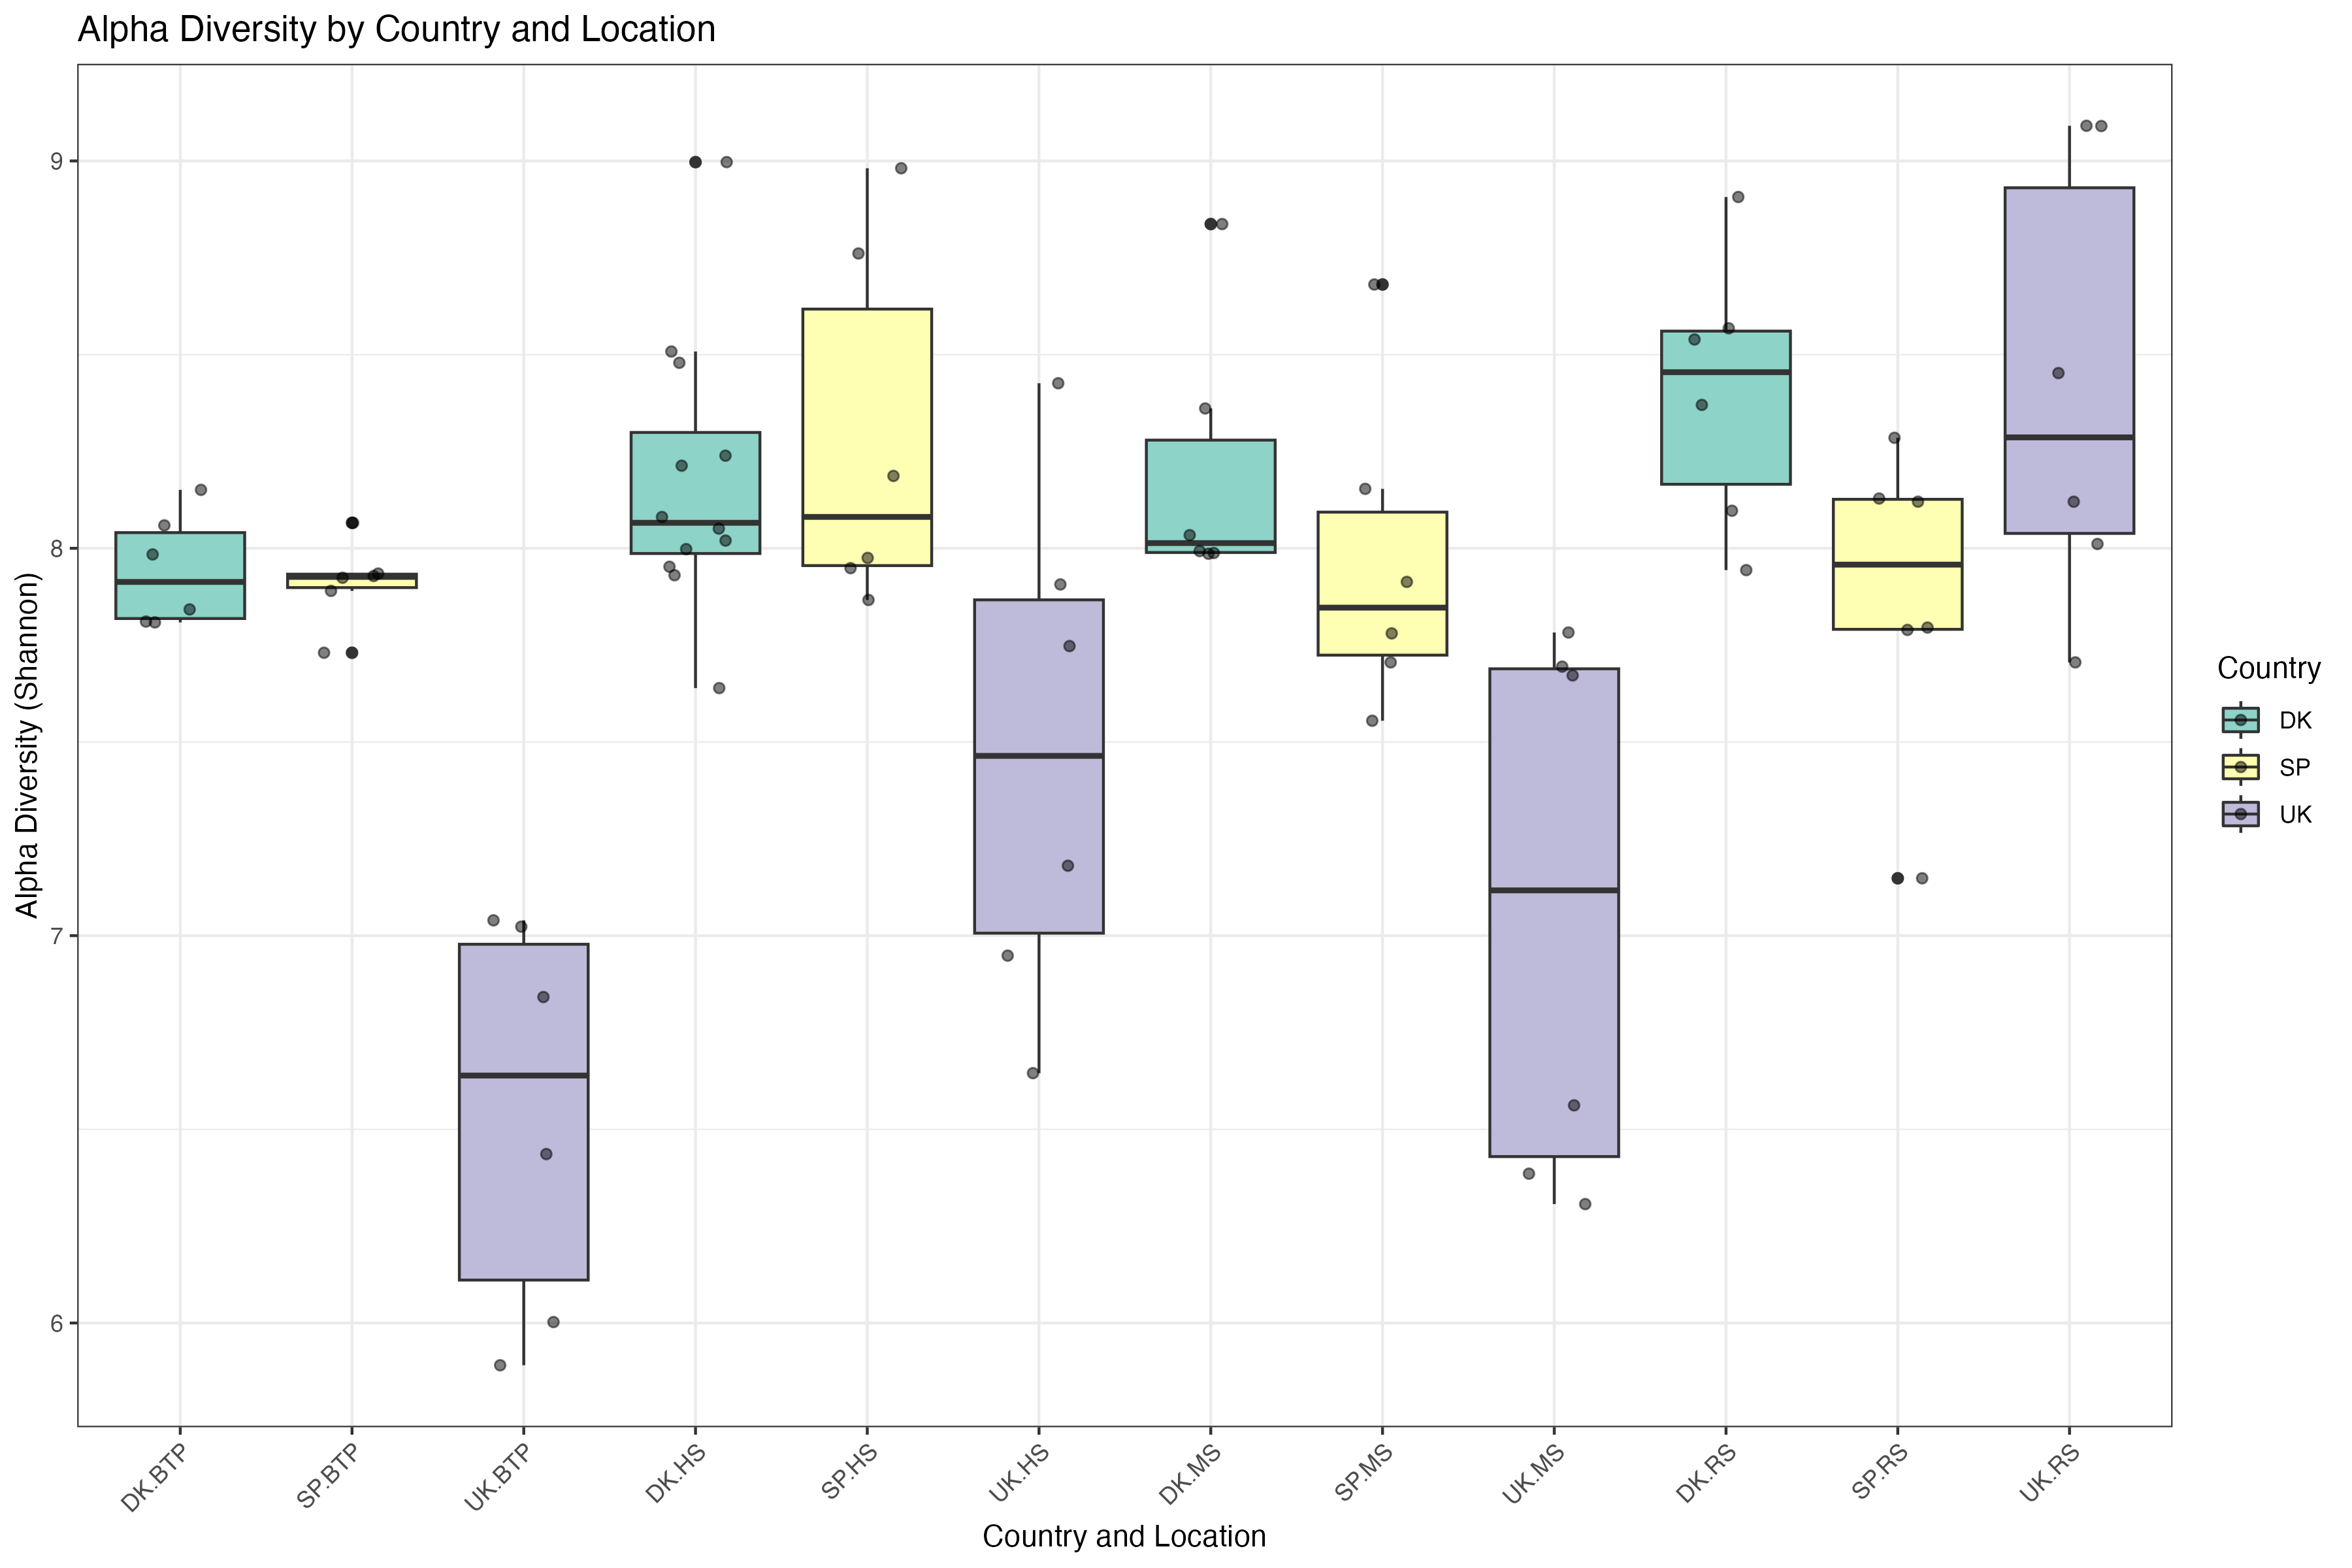 Alpha Diversity by Country and Location
Alpha Diversity (Shannon)
9
8
7
6
DK.BTP
SP.BTP
UK.BTP
DK.HS
SP.HS
UK.HS
DK.MS
SP.MS
UK.MS
DK.RS
SP.RS
UK.RS
Country and Location
Country
DK
SP
UK